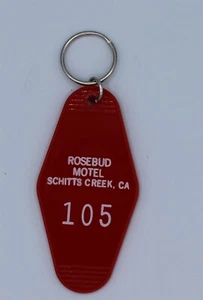 ROSEBUD
MOTEL
SCHITTS CREEK, CA
105